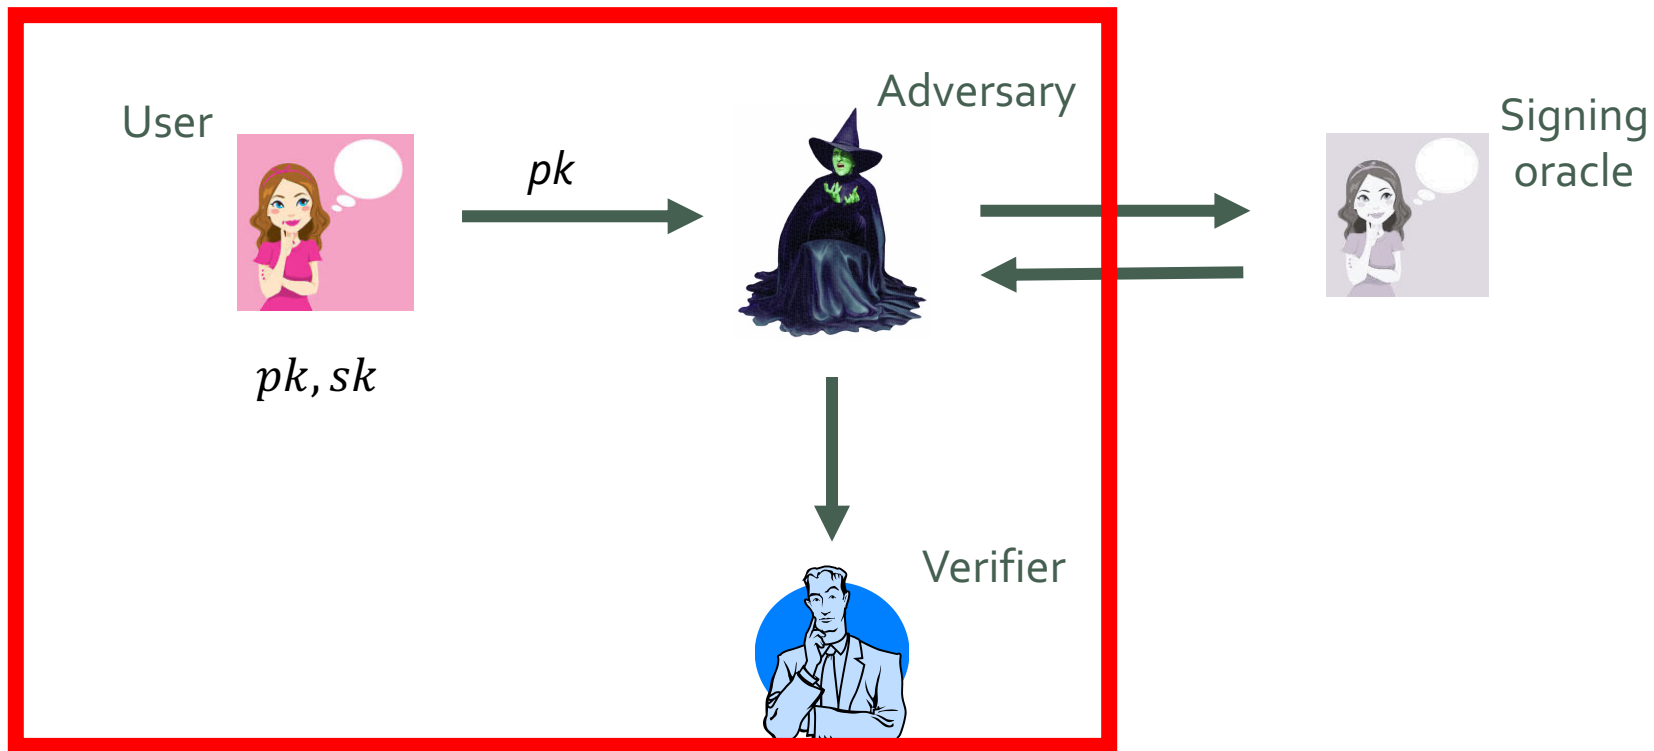 User
pk
Adversary
Signing
oracle
pk, sk
Verifier